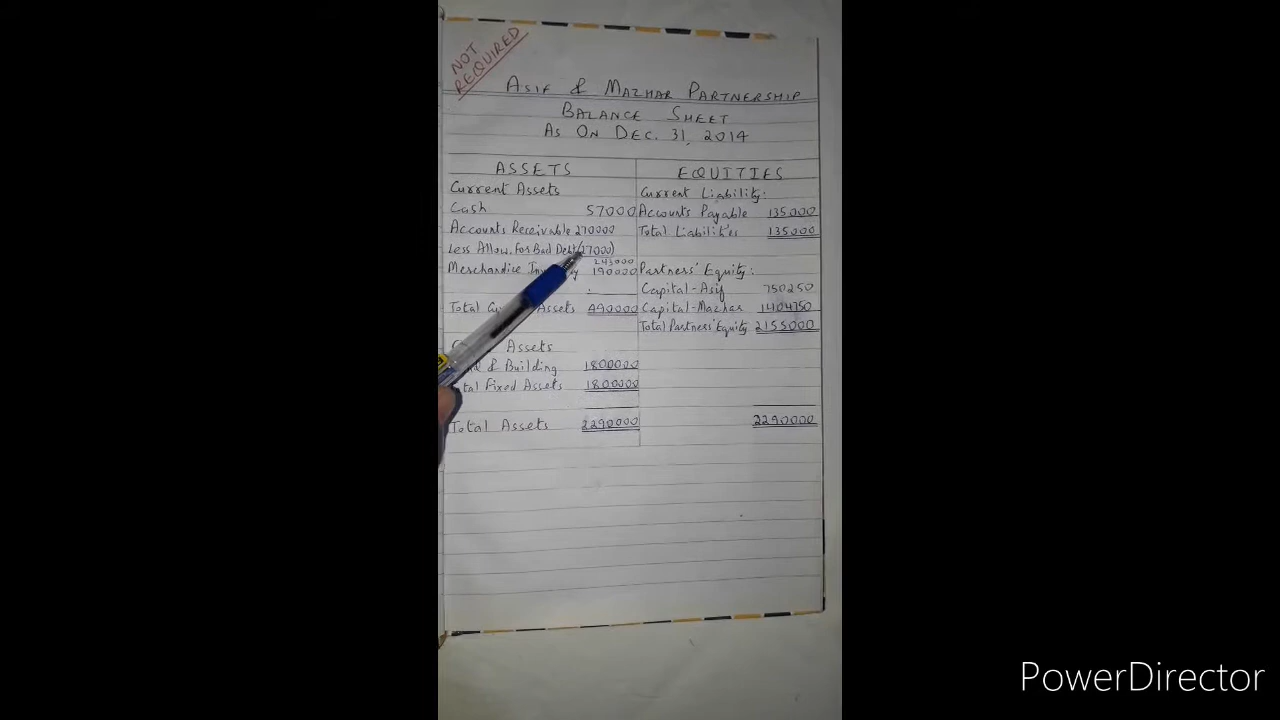 NOT
REQUIRED
ASIF & MAZHAR PARTNERSHIP
BALANCE SHEET
AS ON DEC. 31, 2014
ASSETS
Current Assets
Cash 57000
Accounts Receivable 270000
Less Allow. For Bad Debt (27000)
243000
Merchandice 190000
Total Assets 490000
Assets
& Building 1800000
Fixed Assets 1800000
Total Assets 2290000
EQUITIES
Current Liability:
Accounts Payable 135000
Total Liabilities 135000
Partners' Equity:
Capital-Asif 750250
Capital-Mazhar 1404750
Total Partners' Equity 2155000
2290000
PowerDirector